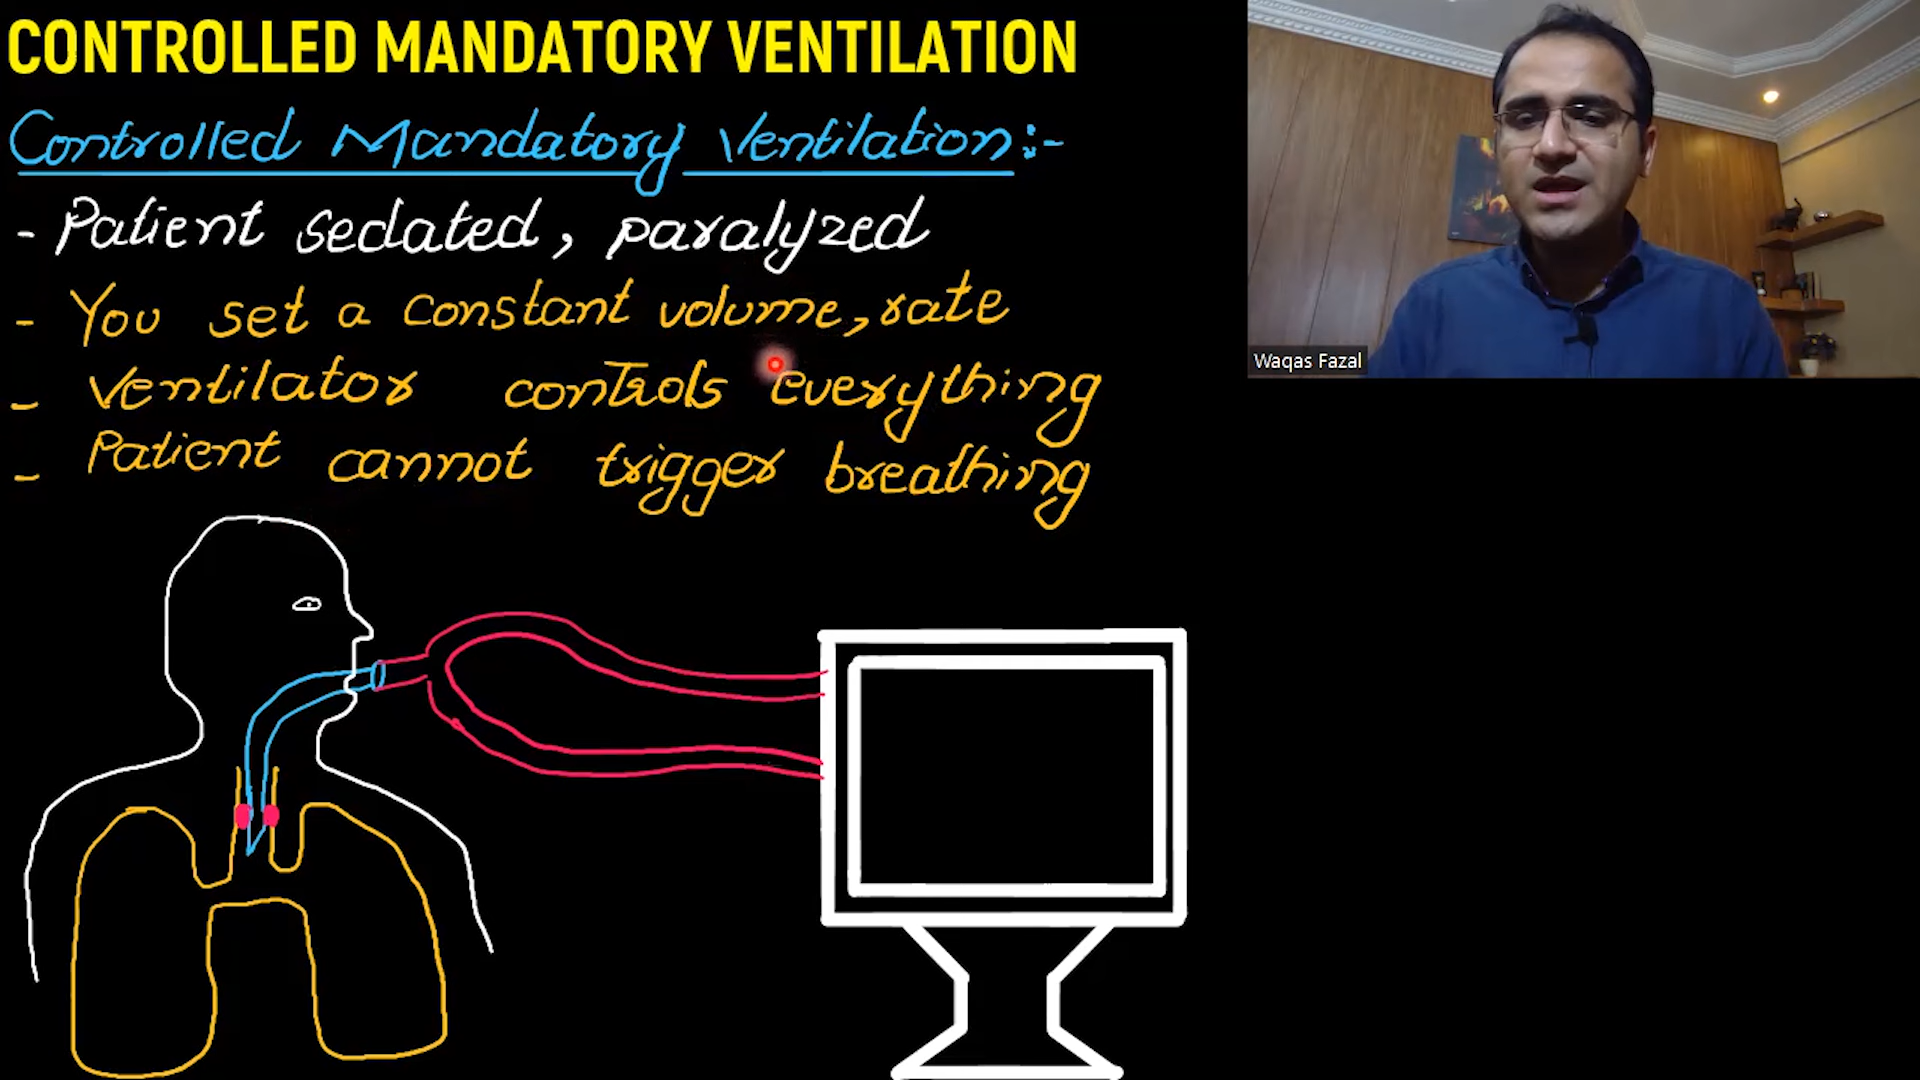 CONTROLLED MANDATORY VENTILATION
Controlled Mandatory Ventilation:-
- Patient sedated, paralyzed
- You set a constant volume, rate
- Ventilator controls everything
- Patient cannot trigger breathing
Waqas Fazal